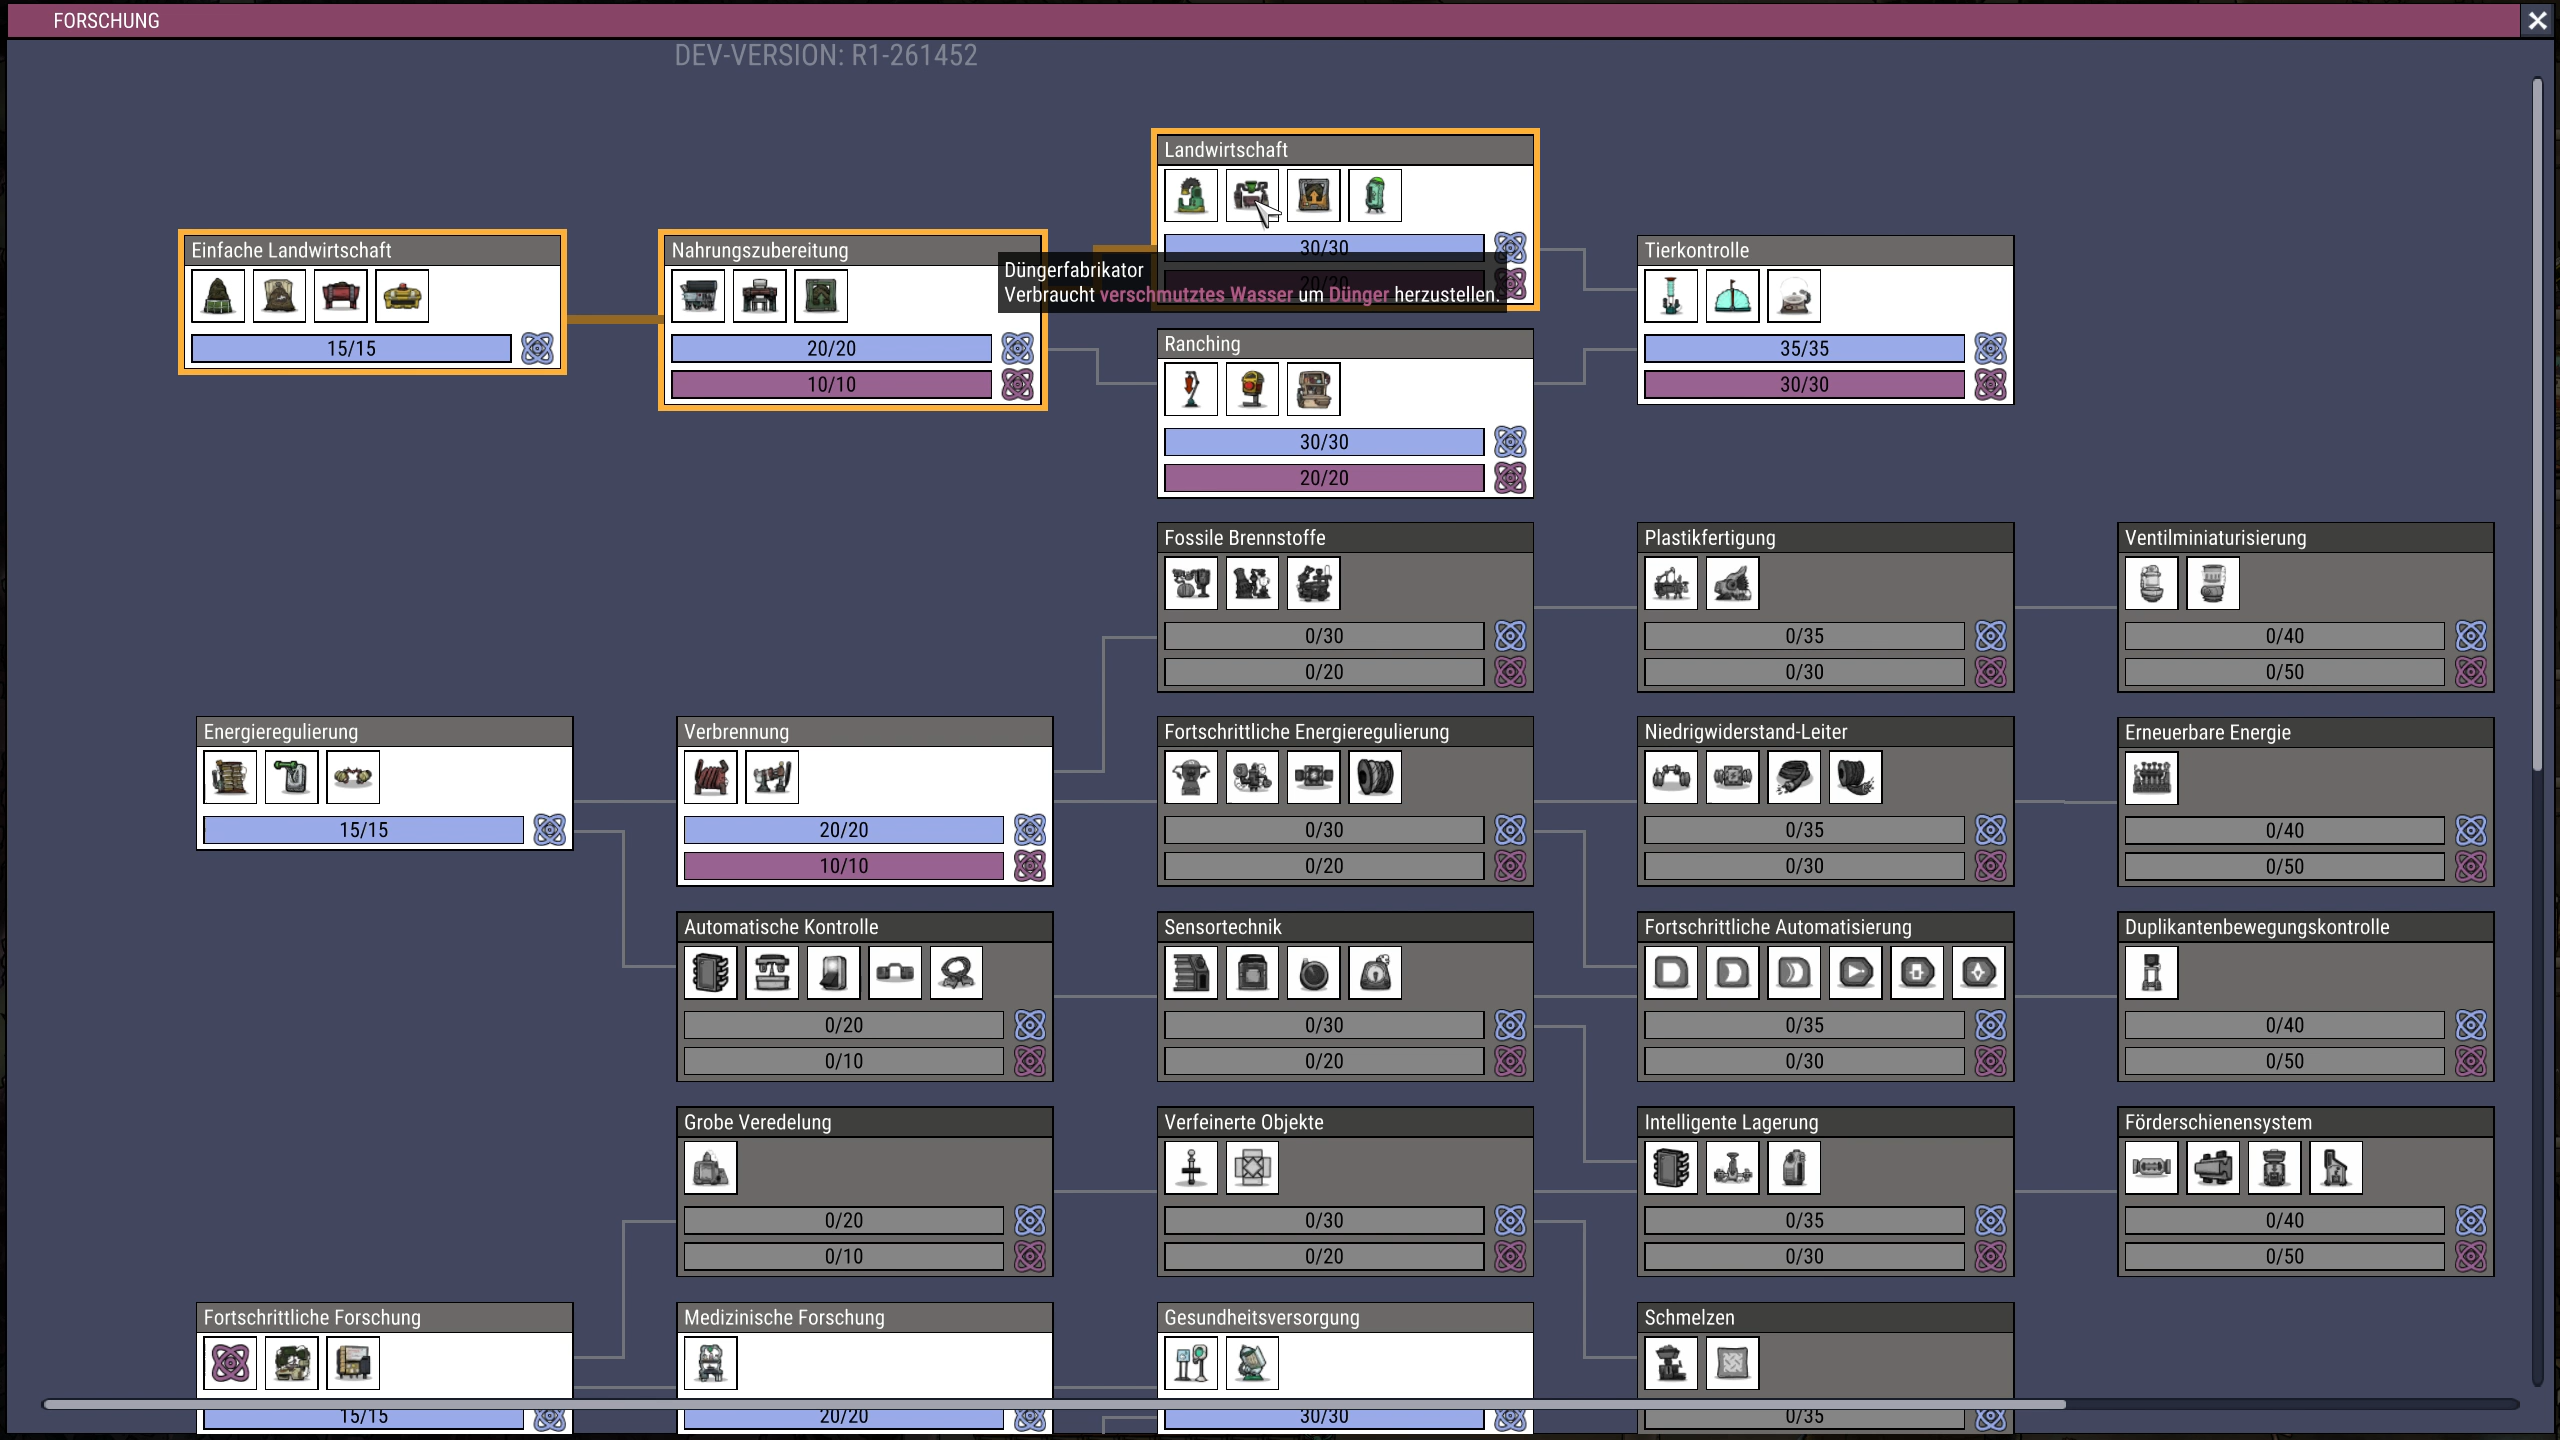 FORSCHUNG
DEV-VERSION: R1-261452
Landwirtschaft
30/30
Düngerfabrikator
Verbraucht verschmutztes Wasser um Dünger herzustellen.
Einfache Landwirtschaft
15/15
Nahrungszubereitung
20/20
10/10
Tierkontrolle
35/35
30/30
Ranching
30/30
20/20
Fossile Brennstoffe
0/30
0/20
Plastikfertigung
0/35
0/30
Ventilminiaturisierung
0/40
0/50
Energieregulierung
15/15
Verbrennung
20/20
10/10
Fortschrittliche Energieregulierung
0/30
0/20
Niedrigwiderstand-Leiter
0/35
0/30
Erneuerbare Energie
0/40
0/50
Automatische Kontrolle
0/20
0/10
Sensortechnik
0/30
0/20
Fortschrittliche Automatisierung
0/35
0/30
Duplikantenbewegungskontrolle
0/40
0/50
Grobe Veredelung
0/20
0/10
Verfeinerte Objekte
0/30
0/20
Intelligente Lagerung
0/35
0/30
Förderschienensystem
0/40
0/50
Fortschrittliche Forschung
15/15
Medizinische Forschung
20/20
Gesundheitsversorgung
30/30
Schmelzen
0/35